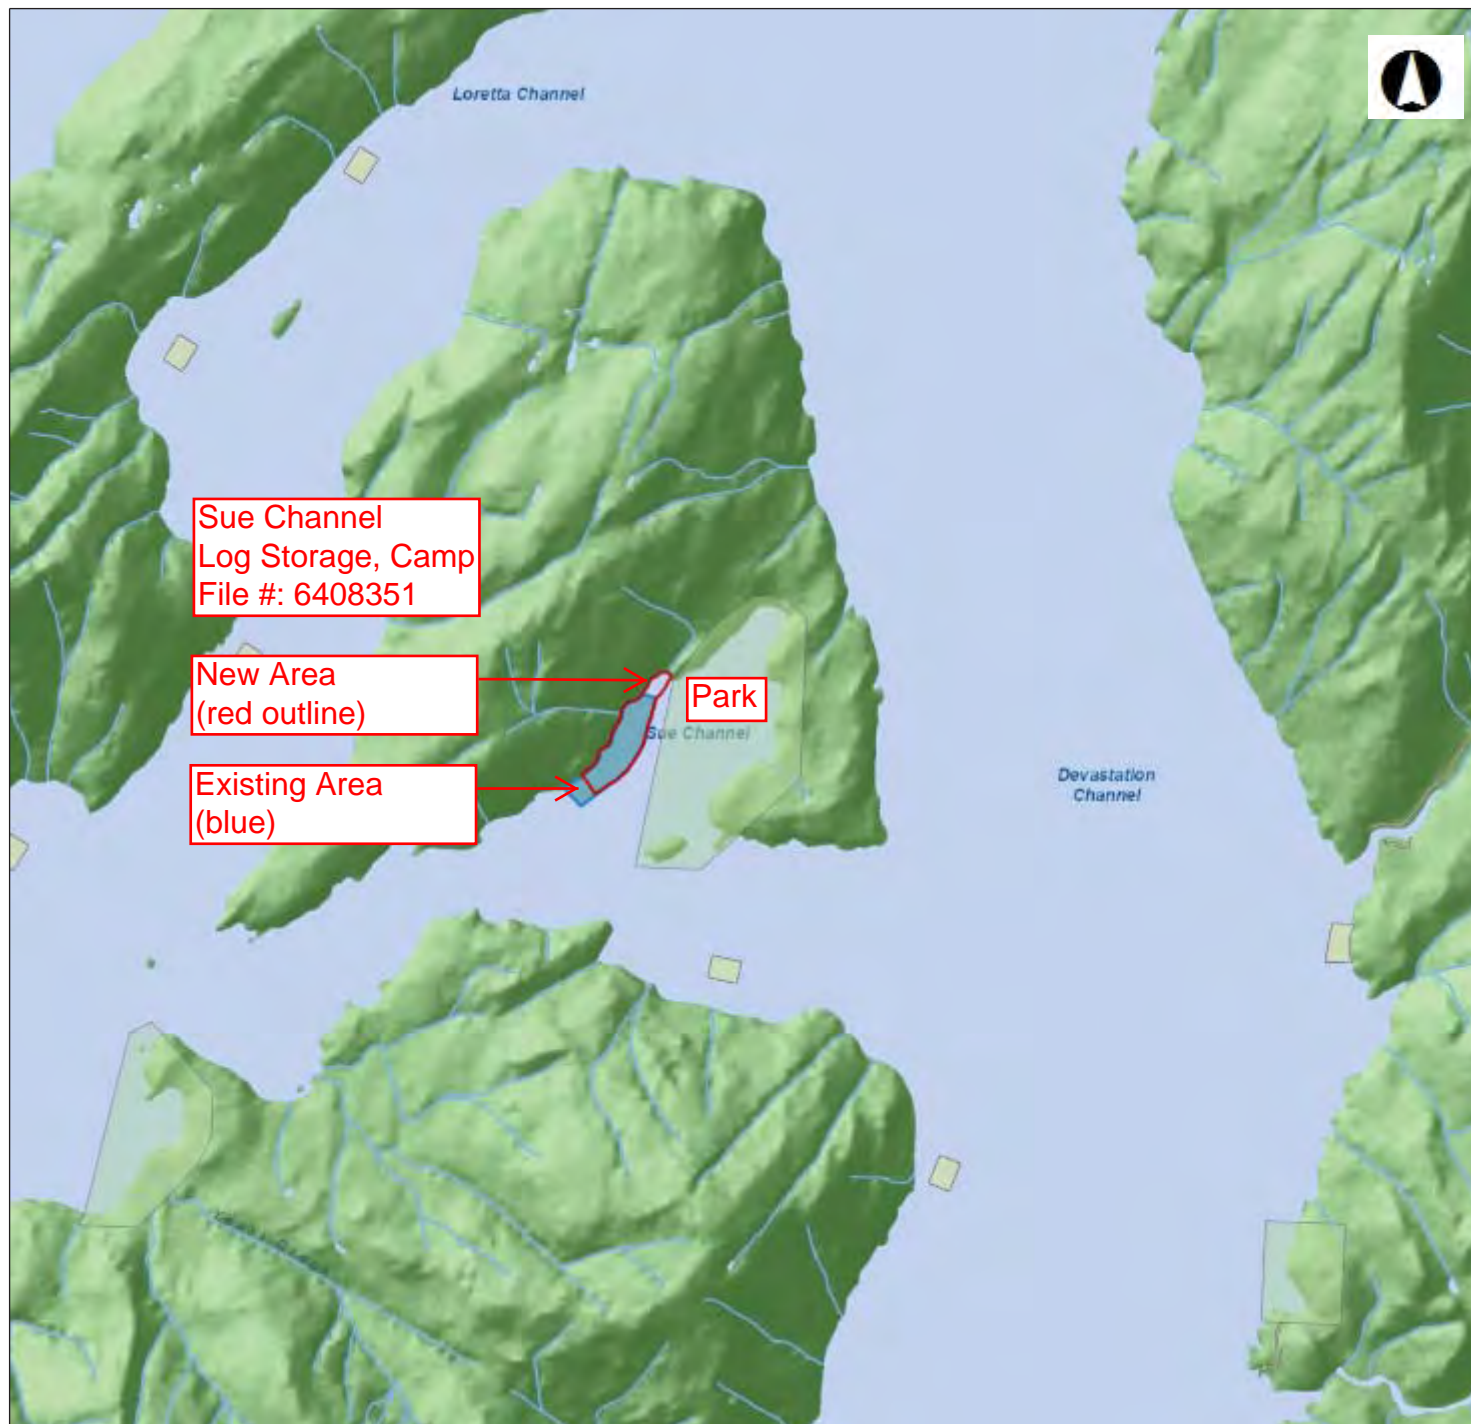 Loretta Channel
Sue Channel
Log Storage, Camp
File #: 6408351
New Area
(red outline)
Park
Sue Channel
Existing Area
(blue)
Devastation
Channel